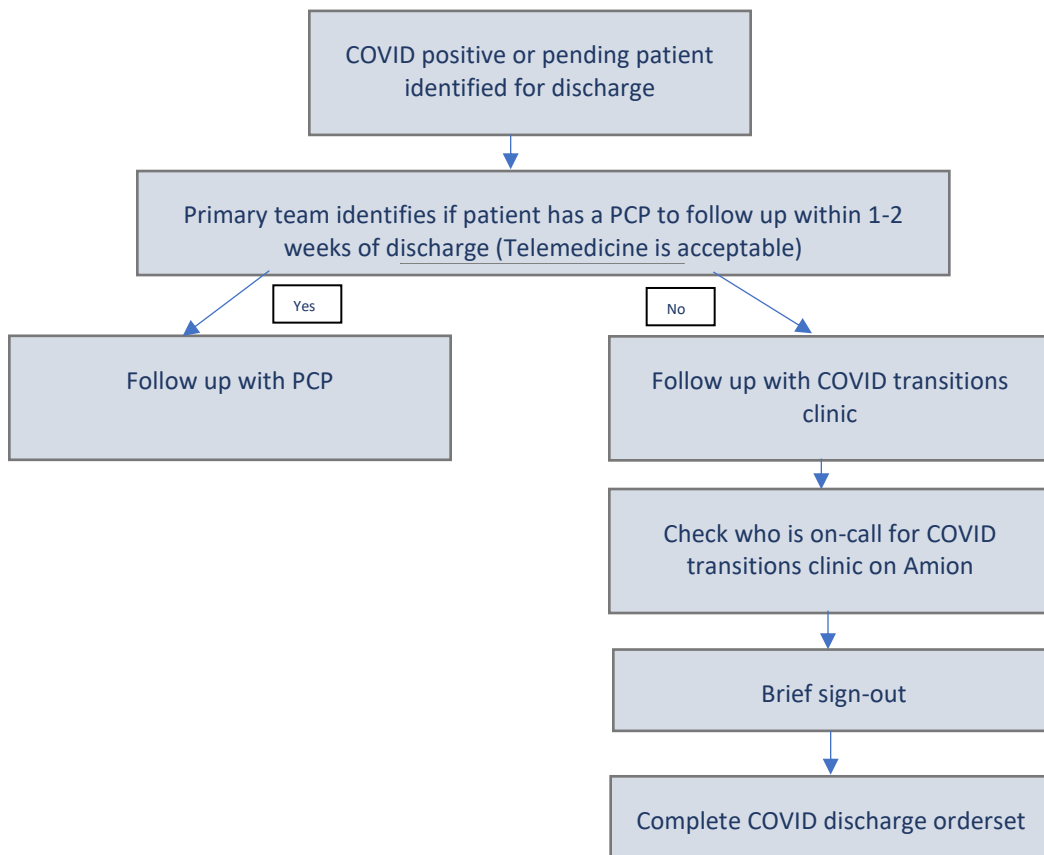 COVID positive or pending patient
identified for discharge
Primary team identifies if patient has a PCP to follow up within 1-2
weeks of discharge (Telemedicine is acceptable)
Yes
No
Follow up with PCP
Follow up with COVID transitions
clinic
Check who is on-call for COVID
transitions clinic on Amion
Brief sign-out
Complete COVID discharge orderset